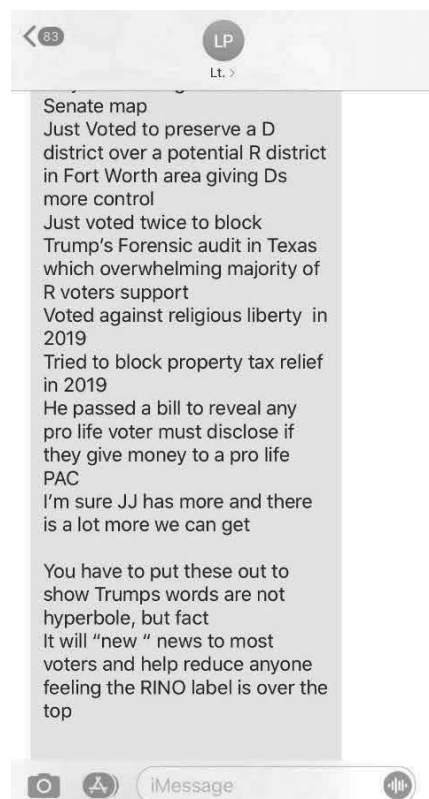 83
LP
Lt.
Senate map
Just Voted to preserve a D
district over a potential R district
in Fort Worth area giving Ds
more control
Just voted twice to block
Trump's Forensic audit in Texas
which overwhelming majority of
R voters support
Voted against religious liberty in
2019
Tried to block property tax relief
in 2019
He passed a bill to reveal any
pro life voter must disclose if
they give money to a pro life
PAC
I'm sure JJ has more and there
is a lot more we can get
You have to put these out to
show Trumps words are not
hyperbole, but fact
It will "new " news to most
voters and help reduce anyone
feeling the RINO label is over the
top
iMessage